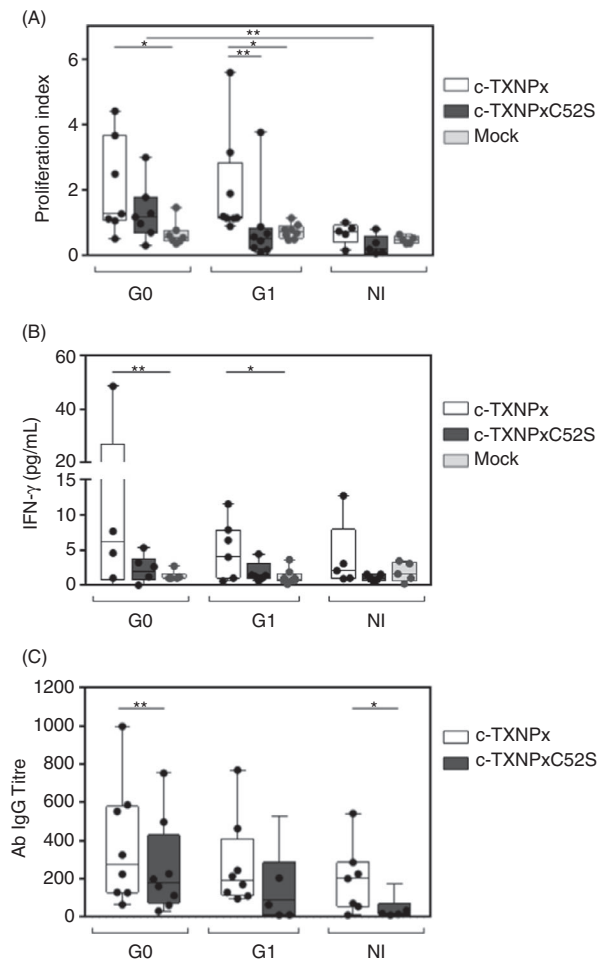 (A)
**
* *
**
6
4
2
0
Proliferation index
G0 G1 NI
c-TXNPx
c-TXNPxC52S
Mock
(B)
60
40
20
15
10
5
0
IFN-γ (pg/mL)
** *
G0 G1 NI
c-TXNPx
c-TXNPxC52S
Mock
(C)
1200
1000
800
600
400
200
0
Ab IgG Titre
** *
G0 G1 NI
c-TXNPx
c-TXNPxC52S